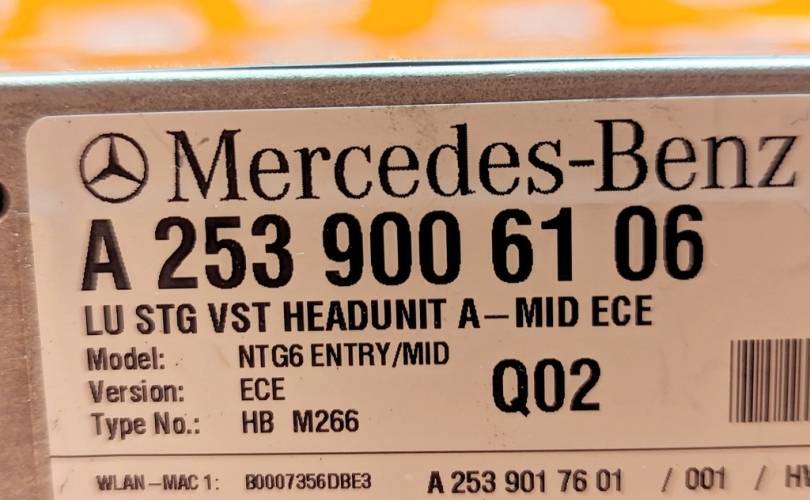 Mercedes-Benz
A 253 900 61 06
LU STG VST HEADUNIT A-MID ECE
Model: NTG6 ENTRY/MID
Version: ECE
Q02
Type No.: HB M266
WLAN-MAC 1: B0007356DBE3 A 253 901 76 01 / 001 /